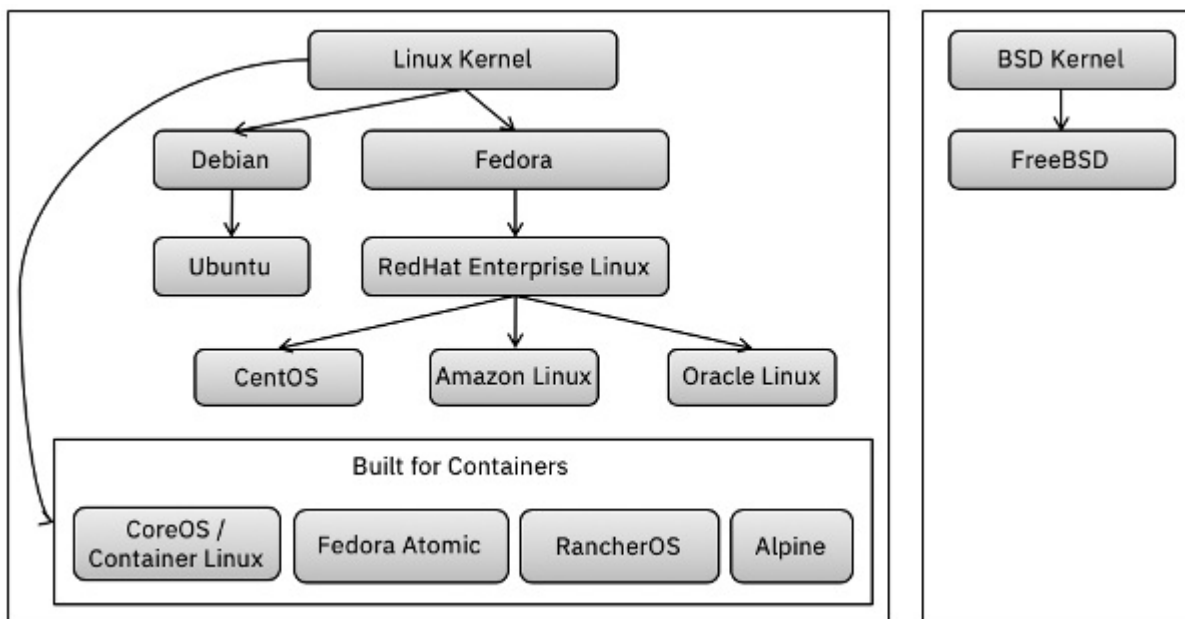 Linux Kernel
BSD Kernel
Debian
Fedora
FreeBSD
Ubuntu
RedHat Enterprise Linux
CentOS
Amazon Linux
Oracle Linux
Built for Containers
CoreOS /
Container Linux
Fedora Atomic
RancherOS
Alpine